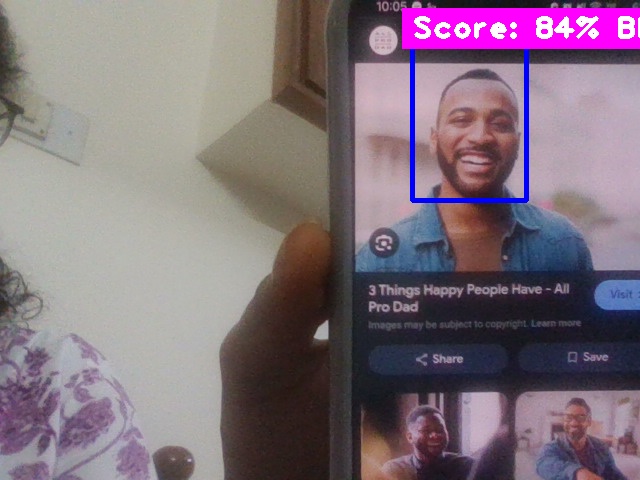 10:05
Score: 84% Bl
3 Things Happy People Have - All
Pro Dad
Visit
Images may be subject to copyright. Learn more
Share
Save